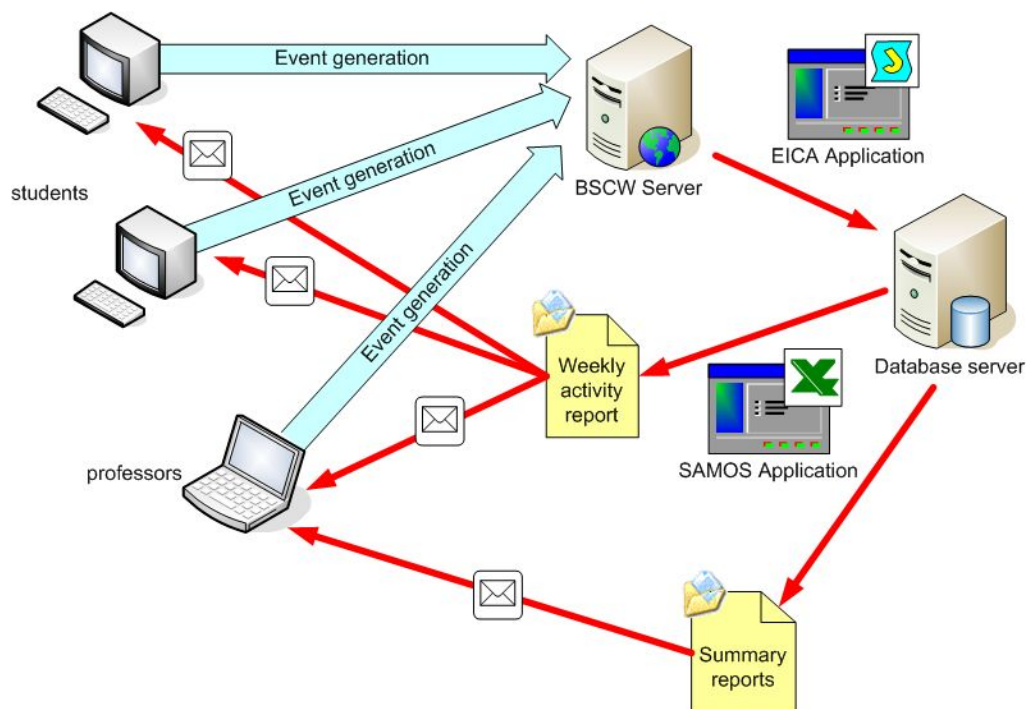 Event generation
EICA Application
BSCW Server
Event generation
students
Event generation
Weekly
activity
report
Database server
SAMOS Application
professors
Summary
reports